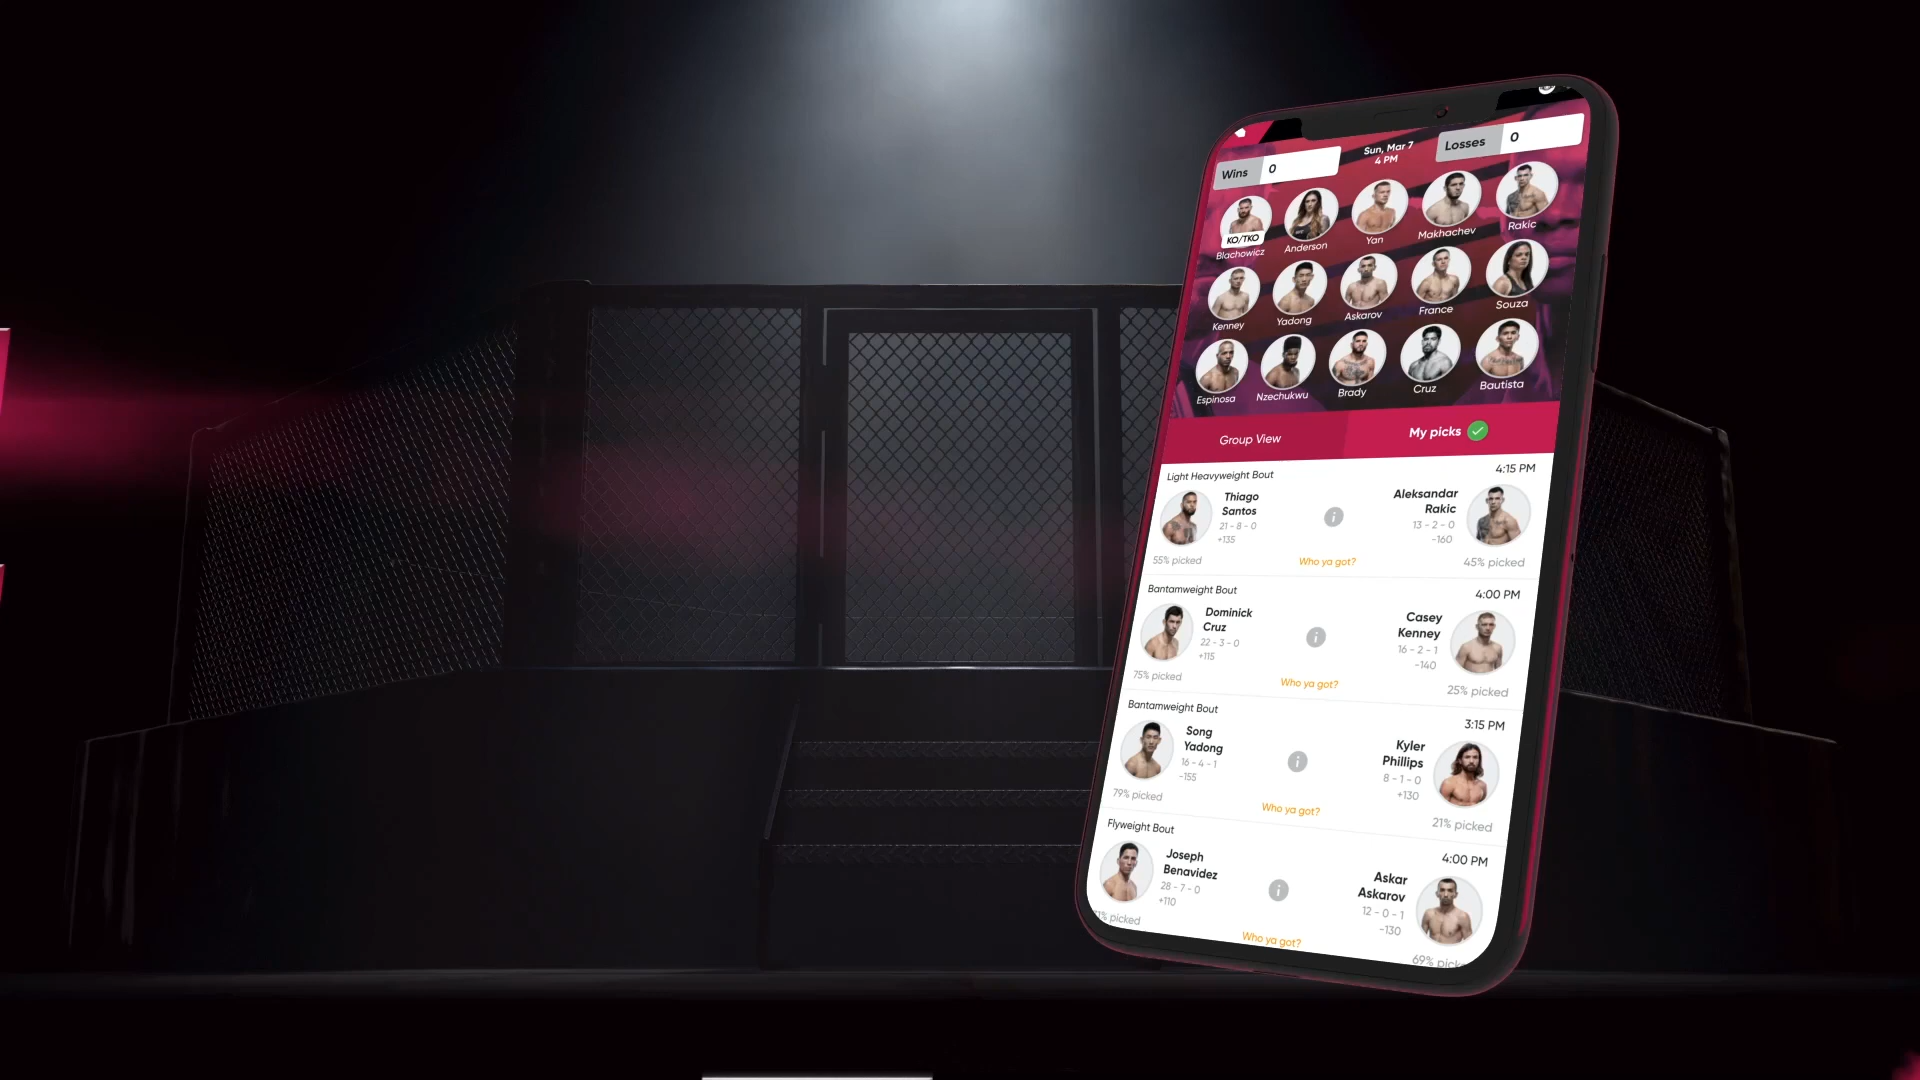 Wins 0
Sun, Mar 7
4 PM
Losses 0
KO/TKO
Blachowicz Anderson Yan Makhachev Rakic
Kenney Yadong Askarov France Souza
Espinosa Nzechukwu Brady Cruz Bautista
Group View My picks
Light Heavyweight Bout 4:15 PM
Thiago
Santos
21 - 8 - 0
+135
55% picked
Who ya got?
Aleksandar
Rakic
13 - 2 - 0
-160
45% picked
Bantamweight Bout 4:00 PM
Dominick
Cruz
22 - 3 - 0
+115
75% picked
Who ya got?
Casey
Kenney
16 - 2 - 1
-140
25% picked
Bantamweight Bout 3:15 PM
Song
Yadong
16 - 4 - 1
-155
79% picked
Who ya got?
Kyler
Phillips
8 - 1 - 0
+130
21% picked
Flyweight Bout 4:00 PM
Joseph
Benavidez
28 - 7 - 0
+110
picked
Who ya got?
Askar
Askarov
12 - 0 - 1
-130
69%